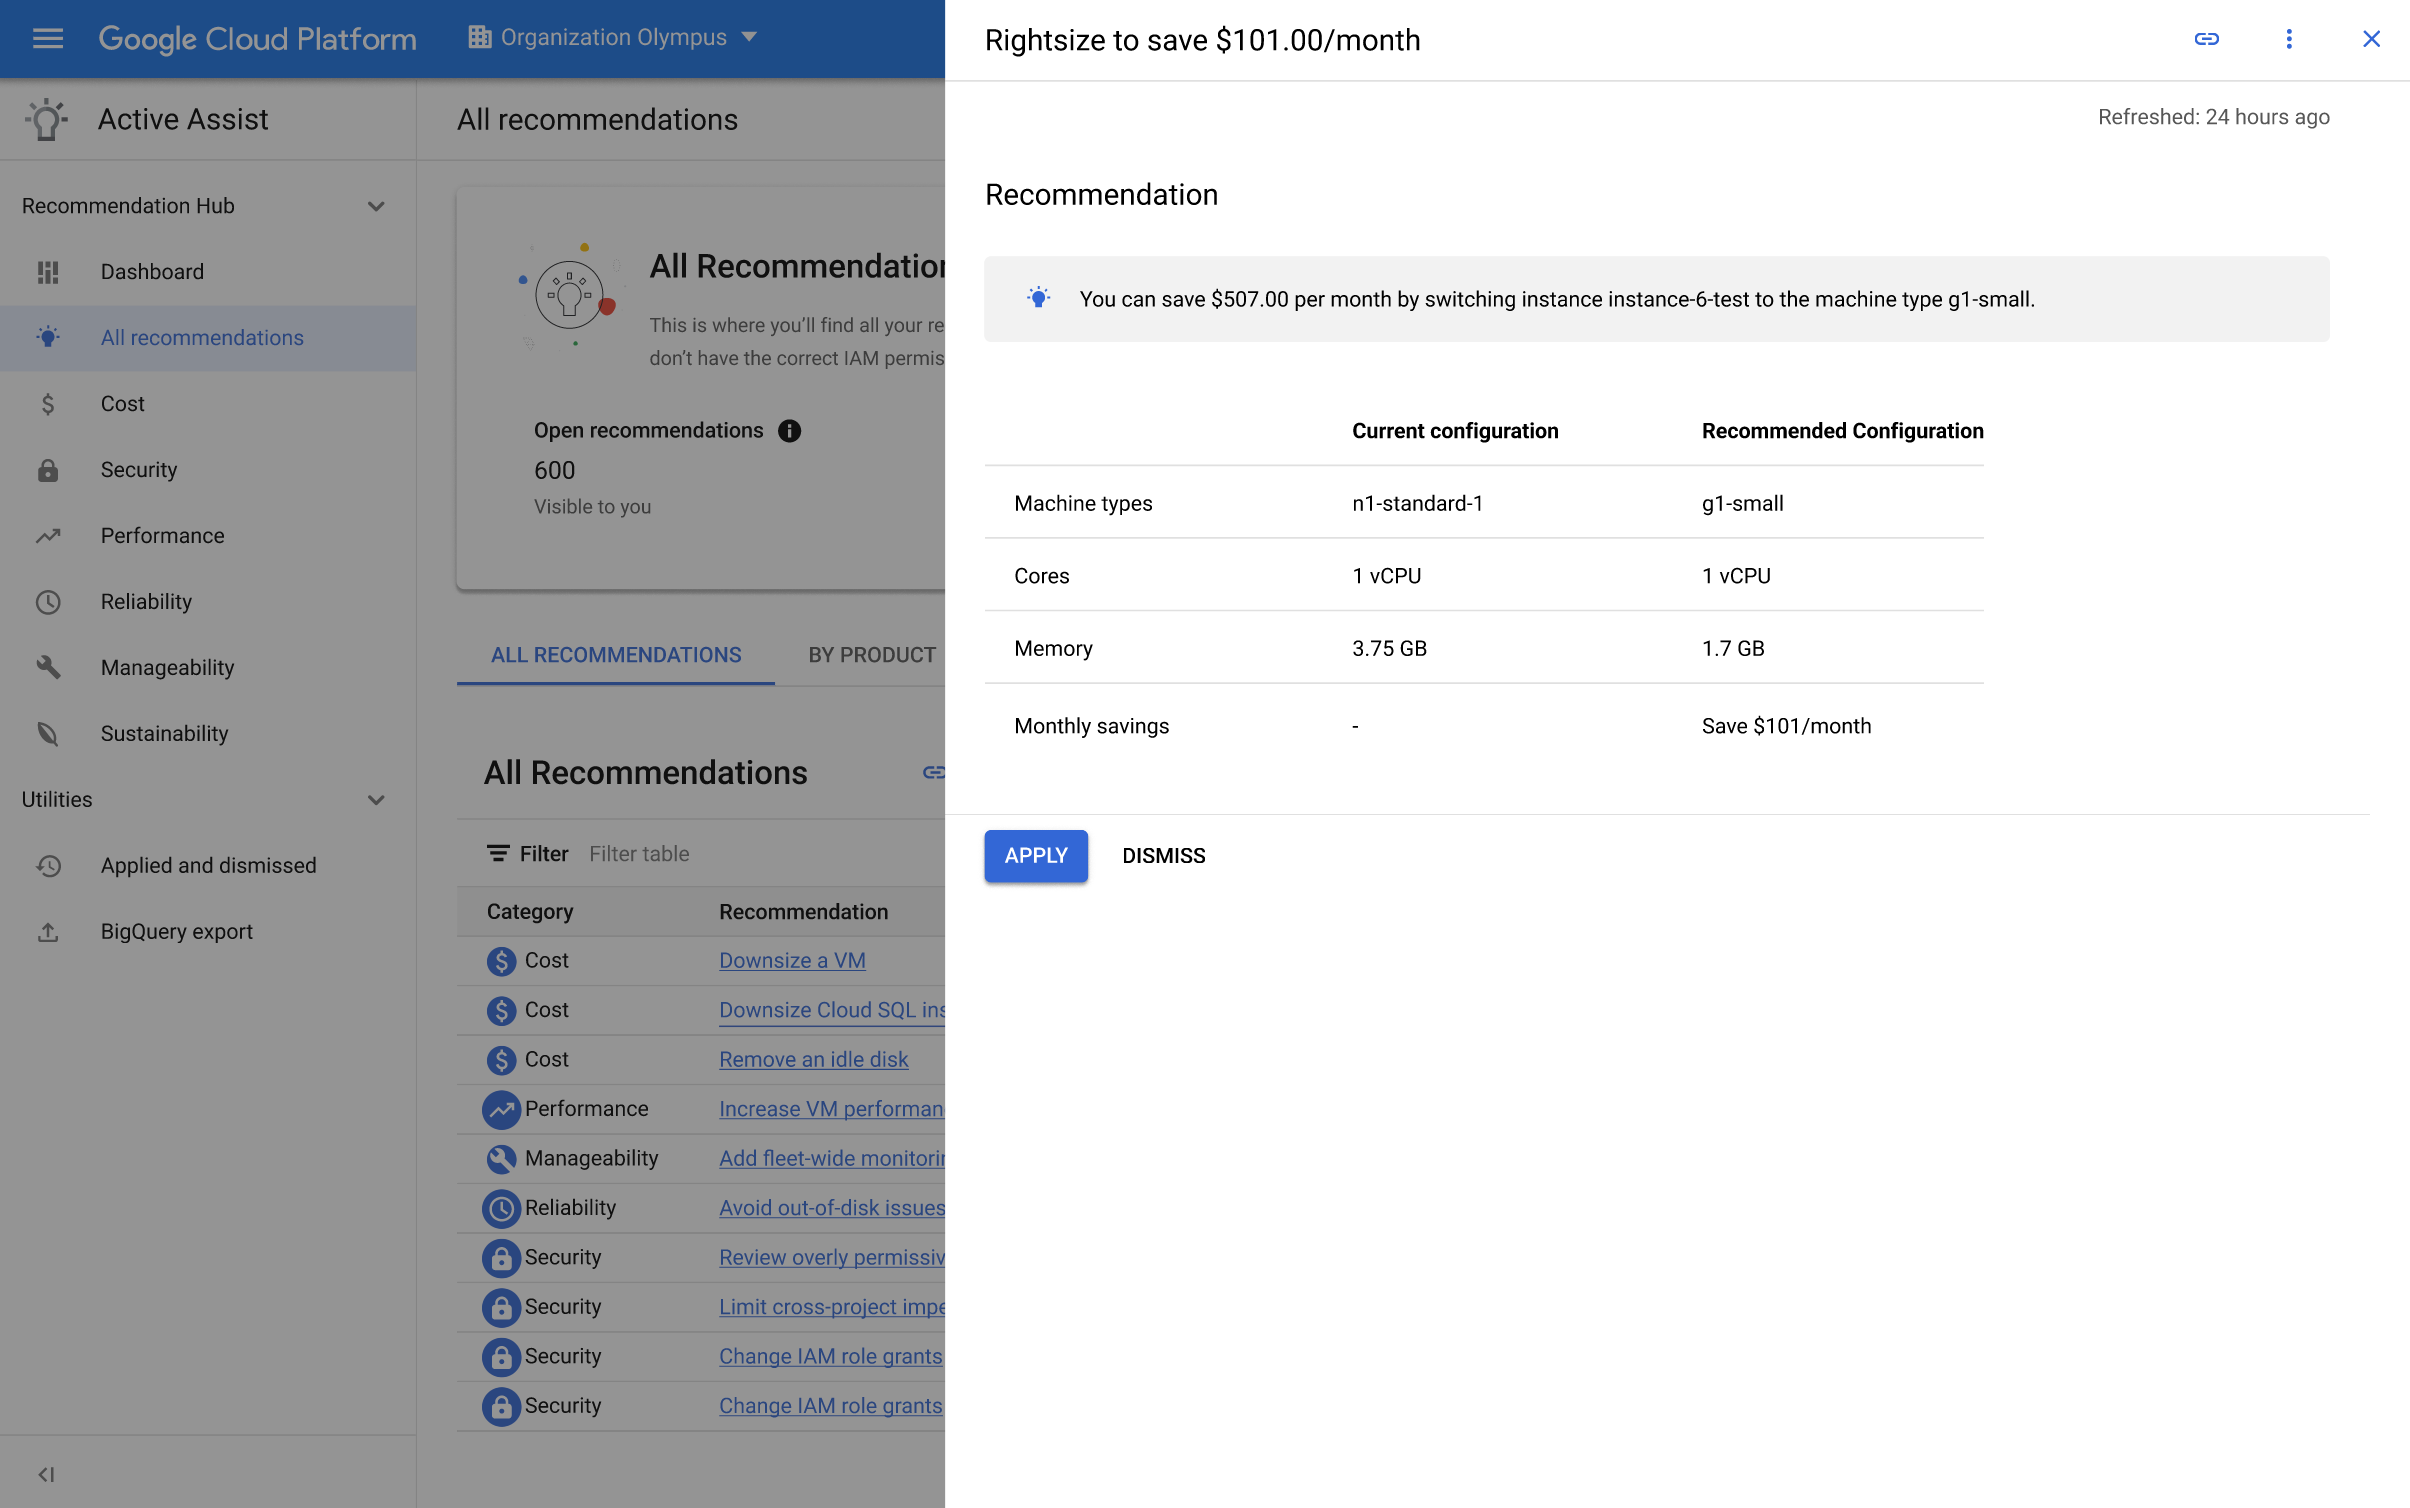 Google Cloud Platform
Organization Olympus
Rightsize to save $101.00/month
Active Assist
All recommendations
Refreshed: 24 hours ago
Recommendation Hub
Dashboard
All recommendations
Cost
Security
Performance
Reliability
Manageability
Sustainability
Utilities
Applied and dismissed
BigQuery export
All Recommendation
This is where you'll find all your re
don't have the correct IAM permis
Open recommendations
600
Visible to you
ALL RECOMMENDATIONS BY PRODUCT
All Recommendations
Filter Filter table
Category Recommendation
Cost Downsize a VM
Cost Downsize Cloud SQL ins
Cost Remove an idle disk
Performance Increase VM performan
Manageability Add fleet-wide monitorin
Reliability Avoid out-of-disk issues
Security Review overly permissiv
Security Limit cross-project impe
Security Change IAM role grants
Security Change IAM role grants
Recommendation
You can save $507.00 per month by switching instance instance-6-test to the machine type g1-small.
Current configuration Recommended Configuration
Machine types n1-standard-1 g1-small
Cores 1 vCPU 1 vCPU
Memory 3.75 GB 1.7 GB
Monthly savings - Save $101/month
APPLY DISMISS